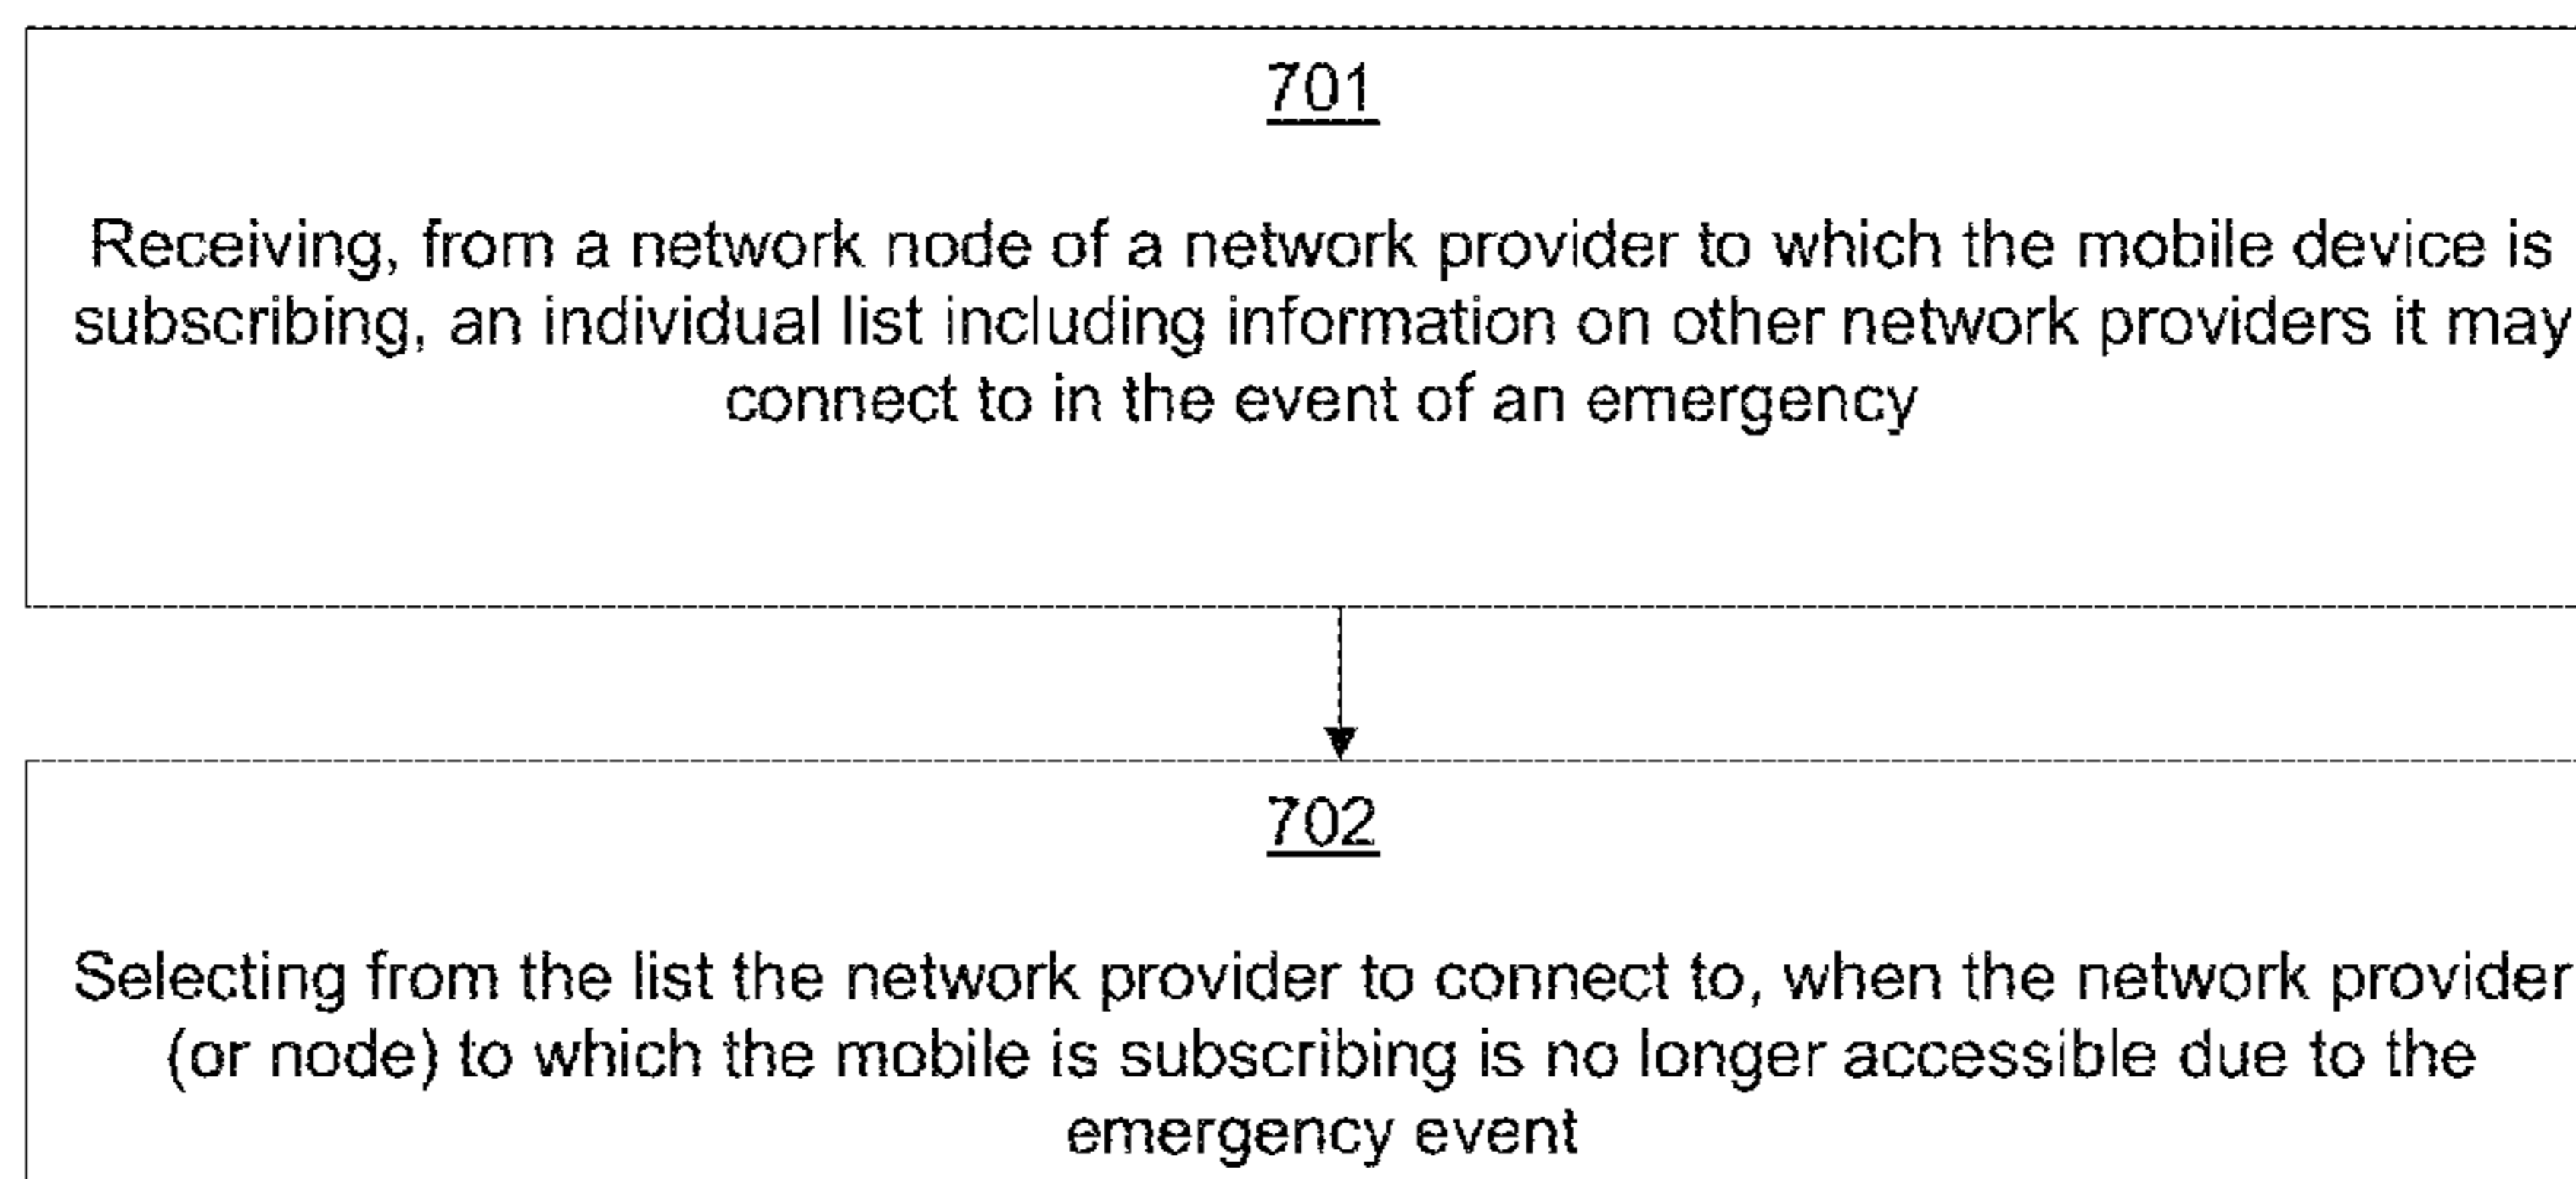 701
Receiving, from a network node of a network provider to which the mobile device is
subscribing, an individual list including information on other network providers it may
connect to in the event of an emergency
702
Selecting from the list the network provider to connect to, when the network provider
(or node) to which the mobile is subscribing is no longer accessible due to the
emergency event